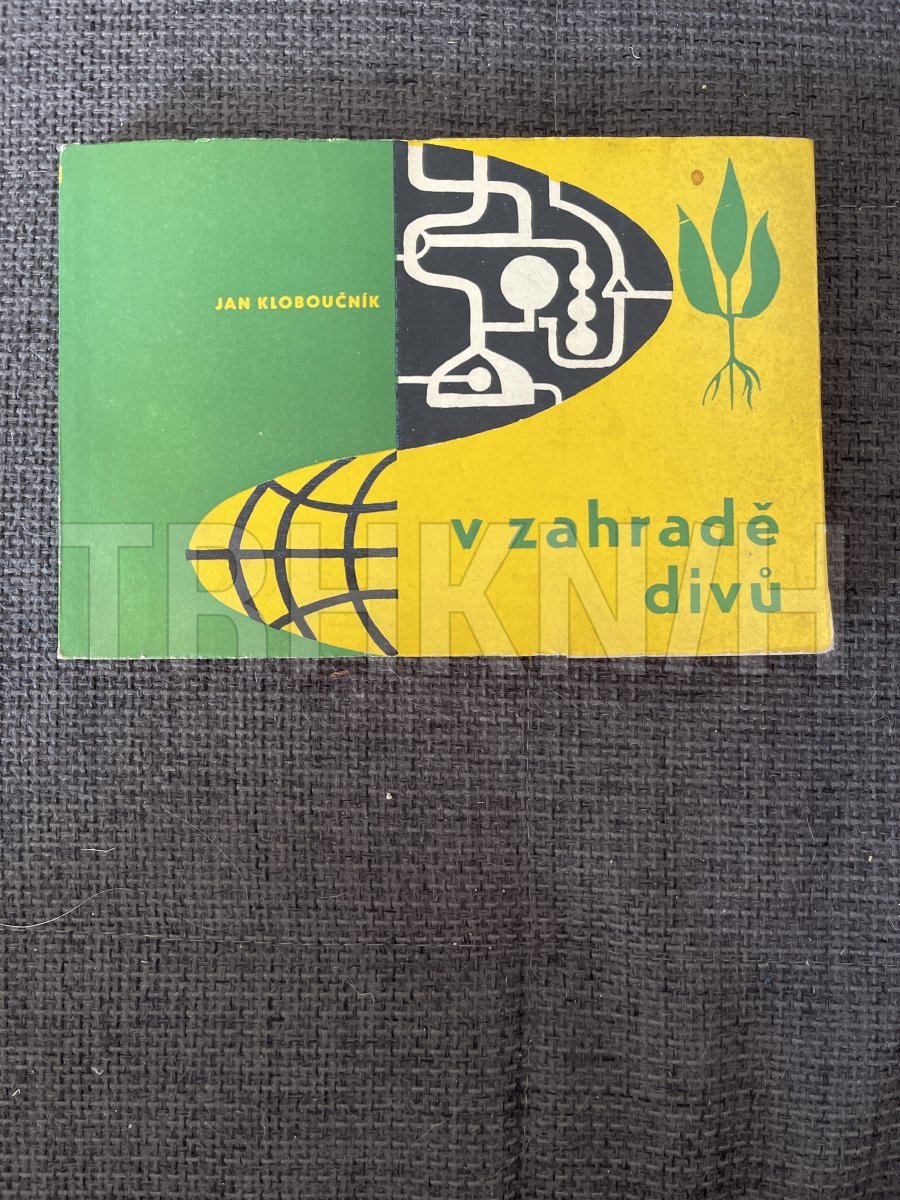 JAN KLOBOUČNÍK
v zahradě
divů
TRHKNIH